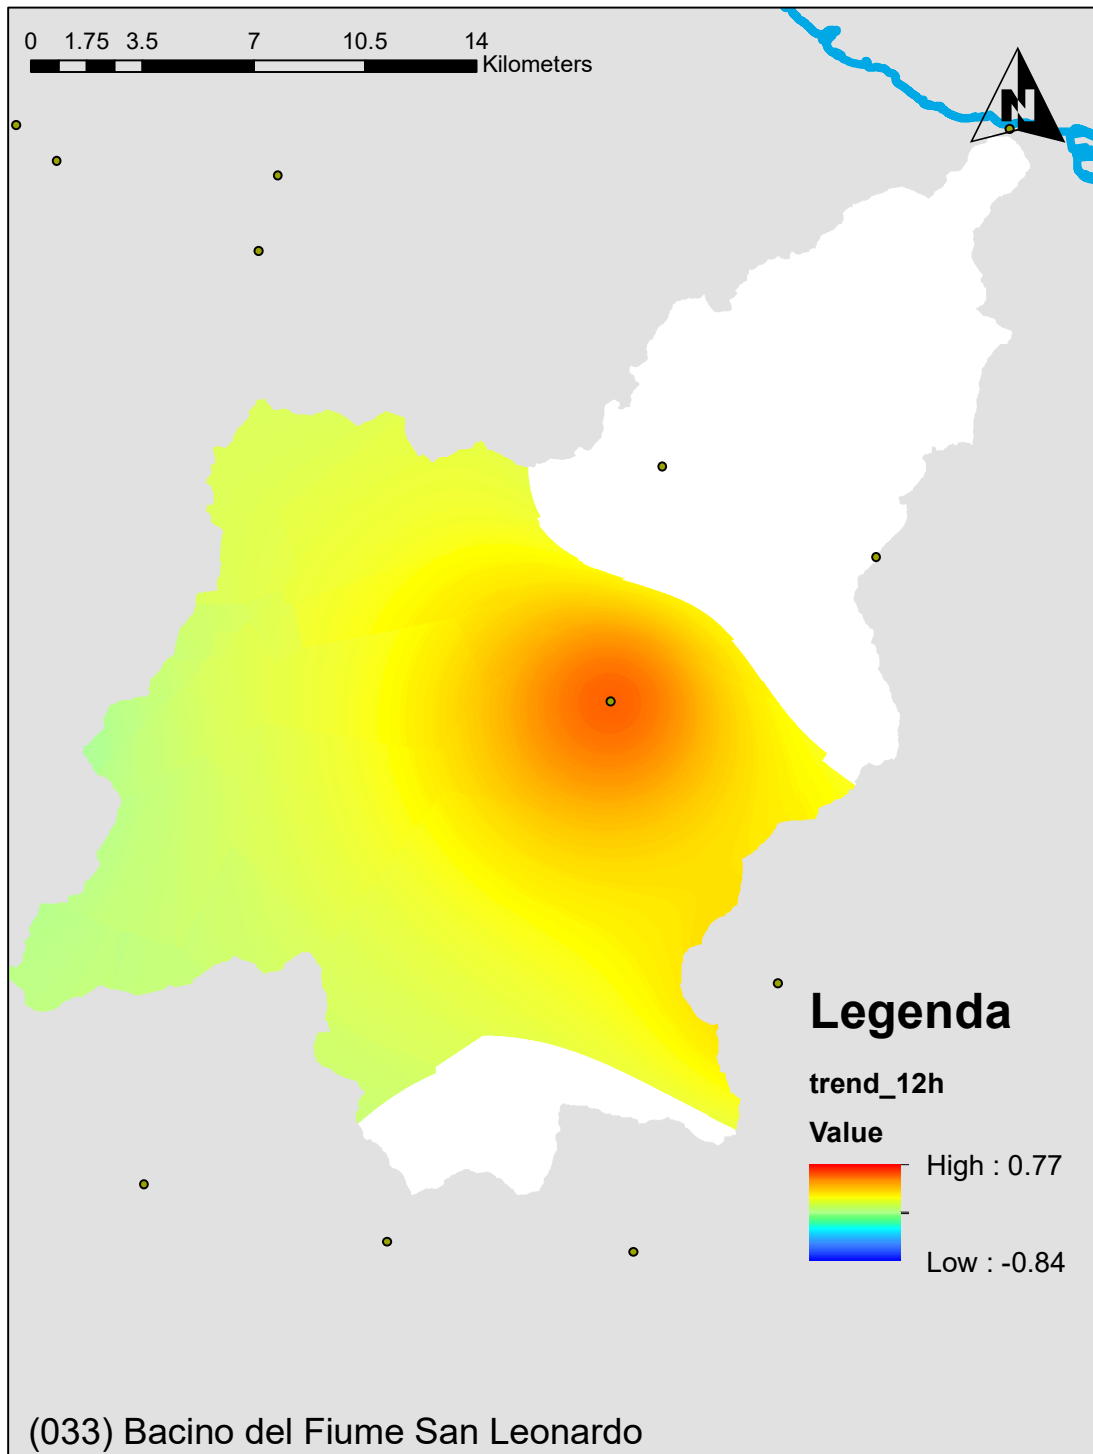 0 1.75 3.5 7 10.5 14
Kilometers
N
Legenda
trend_12h
Value
High : 0.77
Low : -0.84
(033) Bacino del Fiume San Leonardo